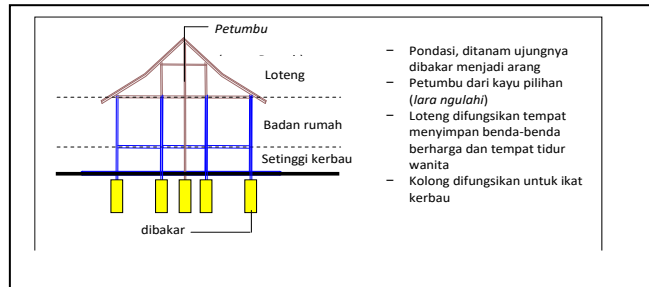 Petumbu
Loteng
Badan rumah
Setinggi kerbau
dibakar
– Pondasi, ditanam ujungnya
dibakar menjadi arang
– Petumbu dari kayu pilihan
(lara ngulahi)
– Loteng difungsikan tempat
menyimpan benda-benda
berharga dan tempat tidur
wanita
– Kolong difungsikan untuk ikat
kerbau